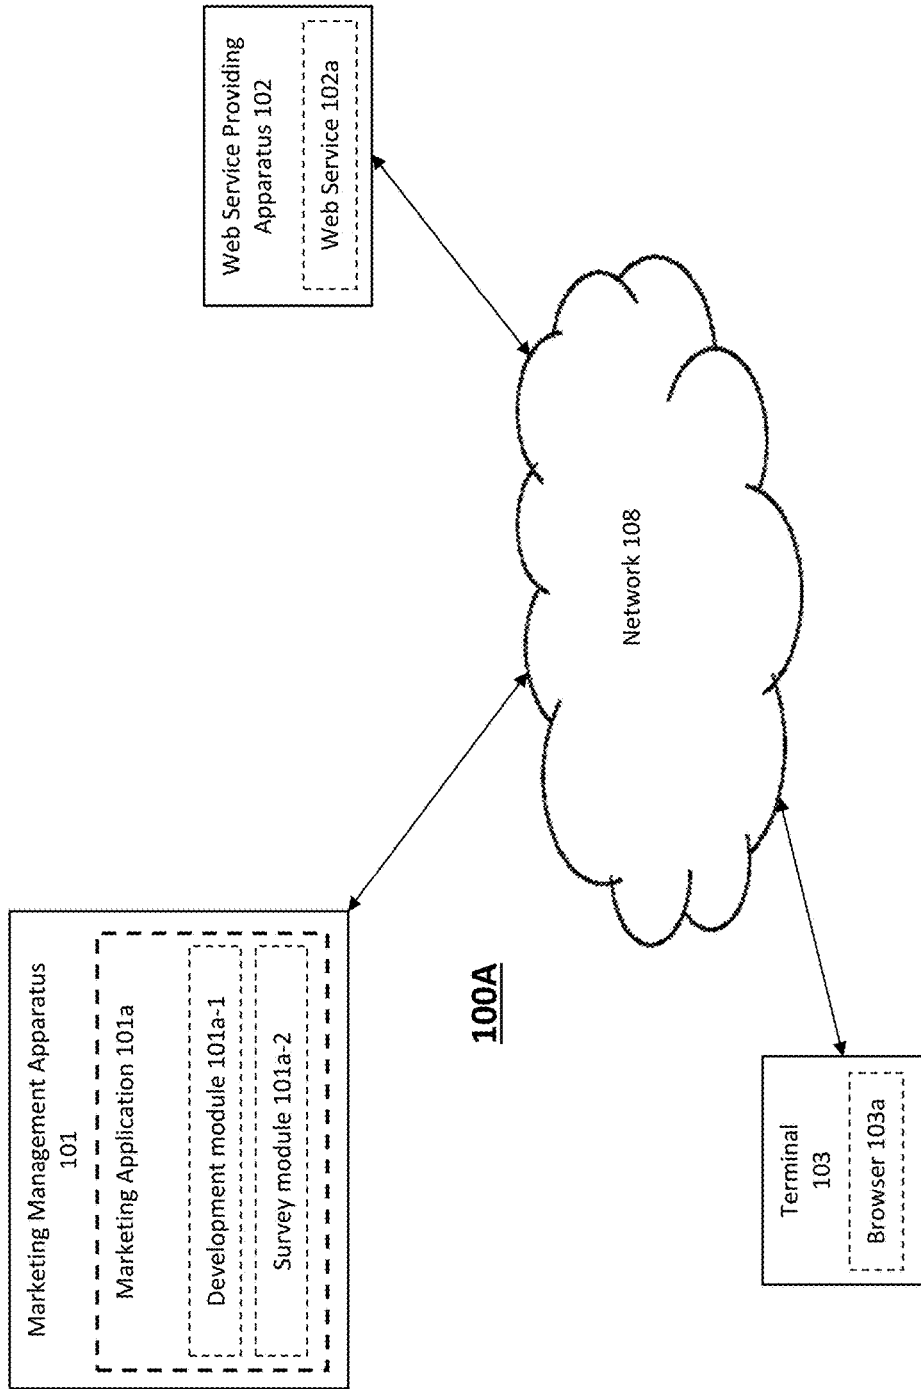 Marketing Management Apparatus
101
Marketing Application 101a
Development module 101a-1
Survey module 101a-2
Web Service Providing
Apparatus 102
Web Service 102a
100A
Network 108
Terminal
103
Browser 103a